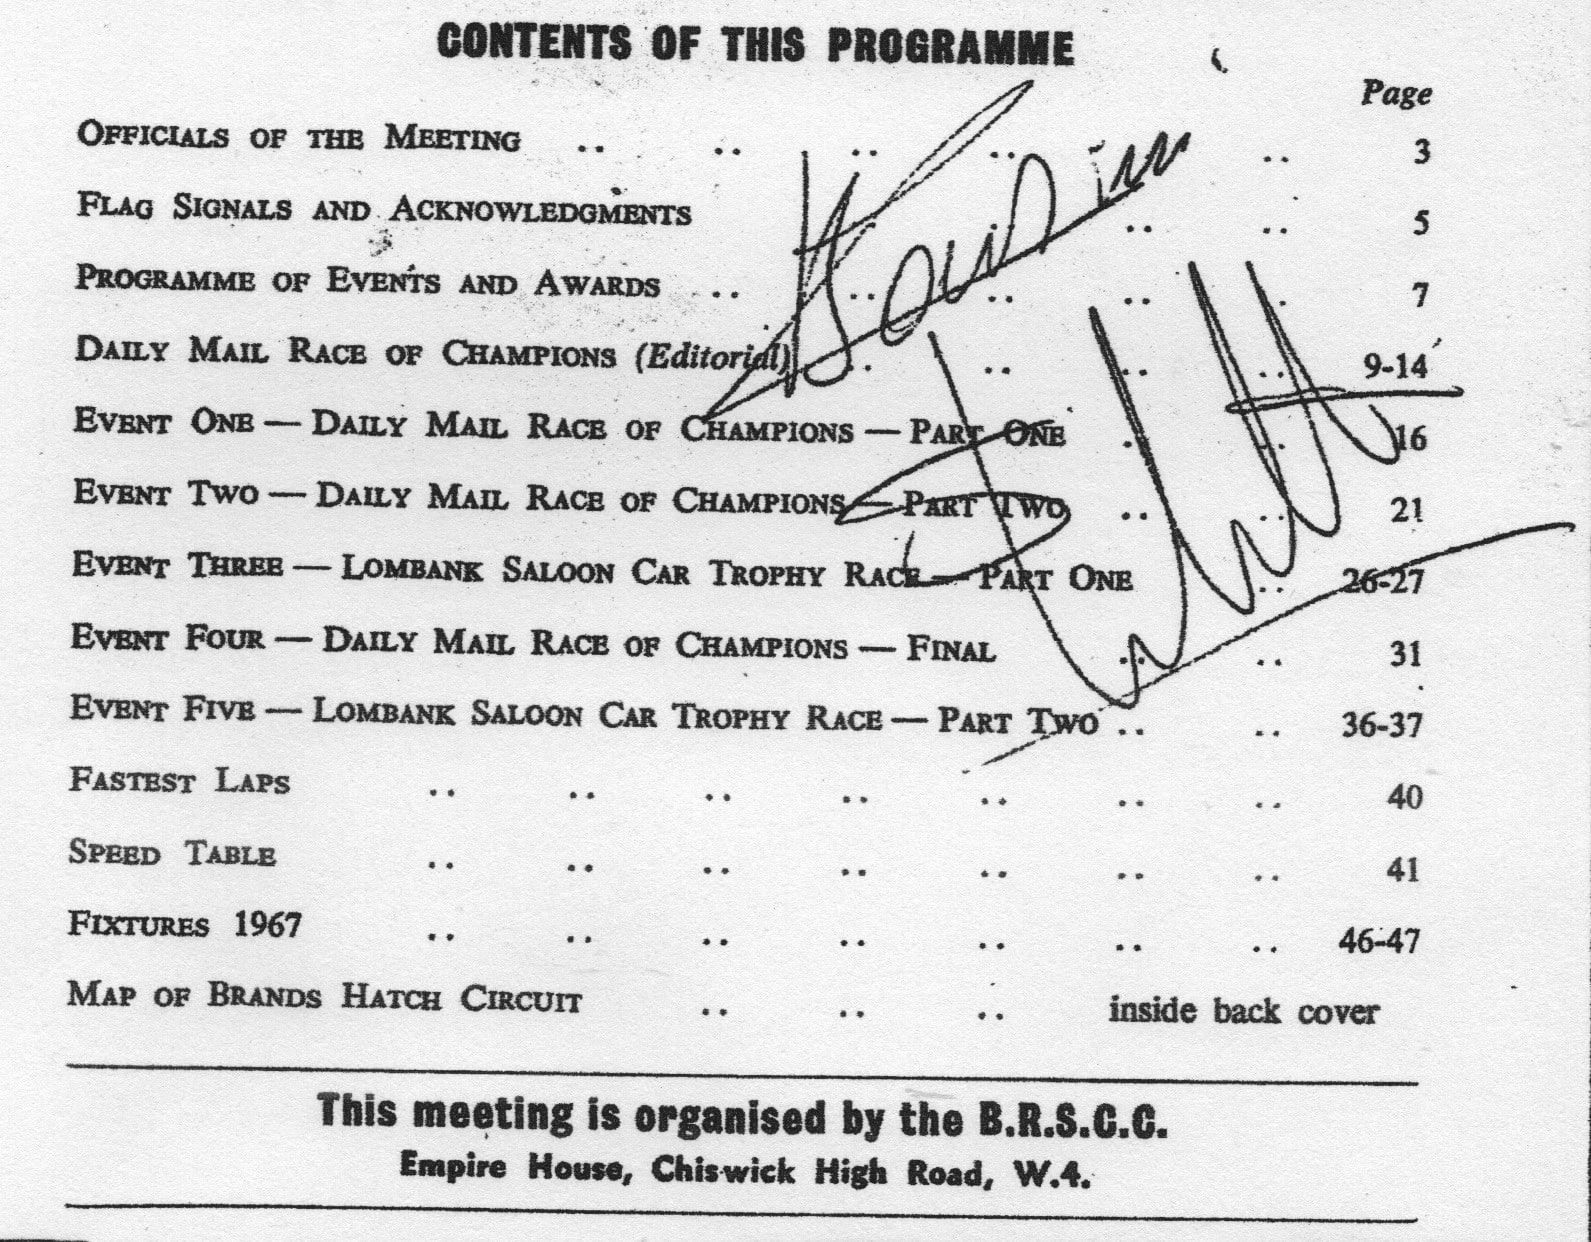 CONTENTS OF THIS PROGRAMME
Page
OFFICIALS OF THE MEETING .. .. .. .. .. 3
FLAG SIGNALS AND ACKNOWLEDGMENTS .. .. 5
PROGRAMME OF EVENTS AND AWARDS .. .. .. .. . 7
DAILY MAIL RACE OF CHAMPIONS (Editorial) .. .. .. .. 9-14
EVENT ONE — DAILY MAIL RACE OF CHAMPIONS — PART ONE .. .. 16
EVENT TWO — DAILY MAIL RACE OF CHAMPIONS — PART TWO .. .. 21
EVENT THREE — LOMBANK SALOON CAR TROPHY RACE — PART ONE .. 26-27
EVENT FOUR — DAILY MAIL RACE OF CHAMPIONS — FINAL .. .. 31
EVENT FIVE — LOMBANK SALOON CAR TROPHY RACE — PART TWO .. .. 36-37
FASTEST LAPS .. .. .. .. .. .. .. 40
SPEED TABLE .. .. .. .. .. .. .. 41
FIXTURES 1967 .. .. .. .. .. .. .. 46-47
MAP OF BRANDS HATCH CIRCUIT .. .. .. inside back cover
This meeting is organised by the B.R.S.C.C.
Empire House, Chiswick High Road, W.4.